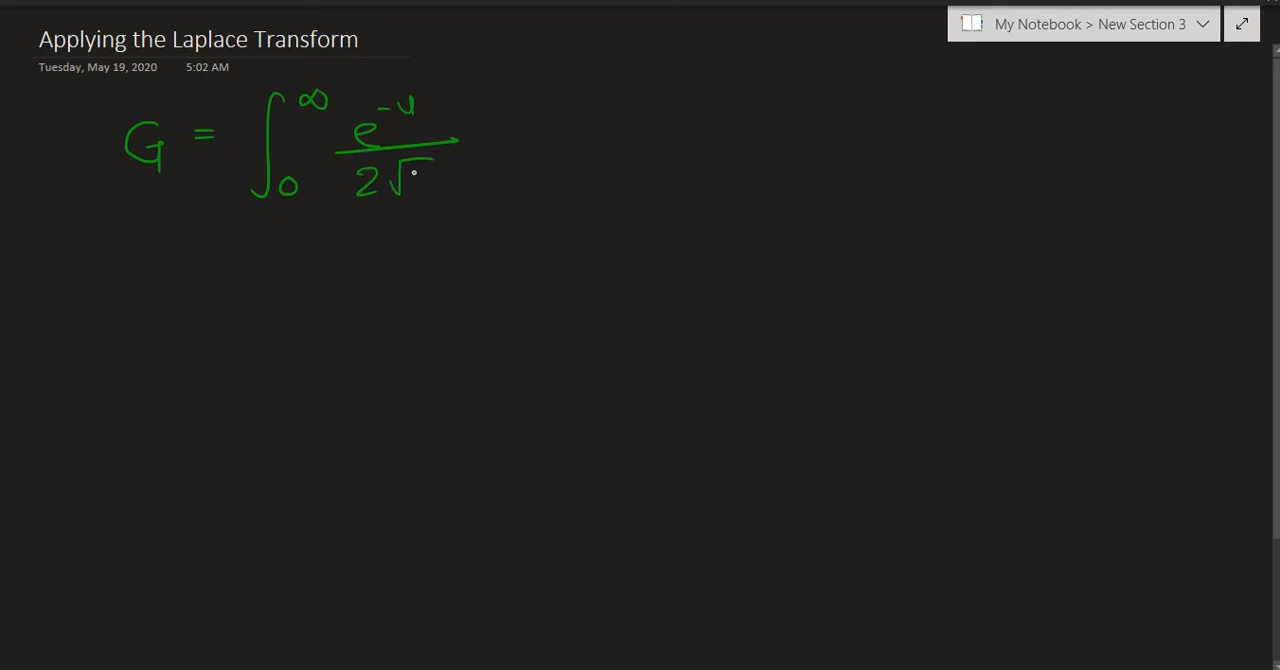 Applying the Laplace Transform
My Notebook > New Section 3
Tuesday, May 19, 2020 5:02 AM
G = ∫₀^∞ e^{-u} / 2√